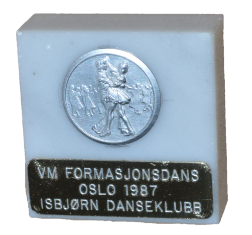 VM FORMASJONSDANS
OSLO 1987
ISBJØRN DANSEKLUBB